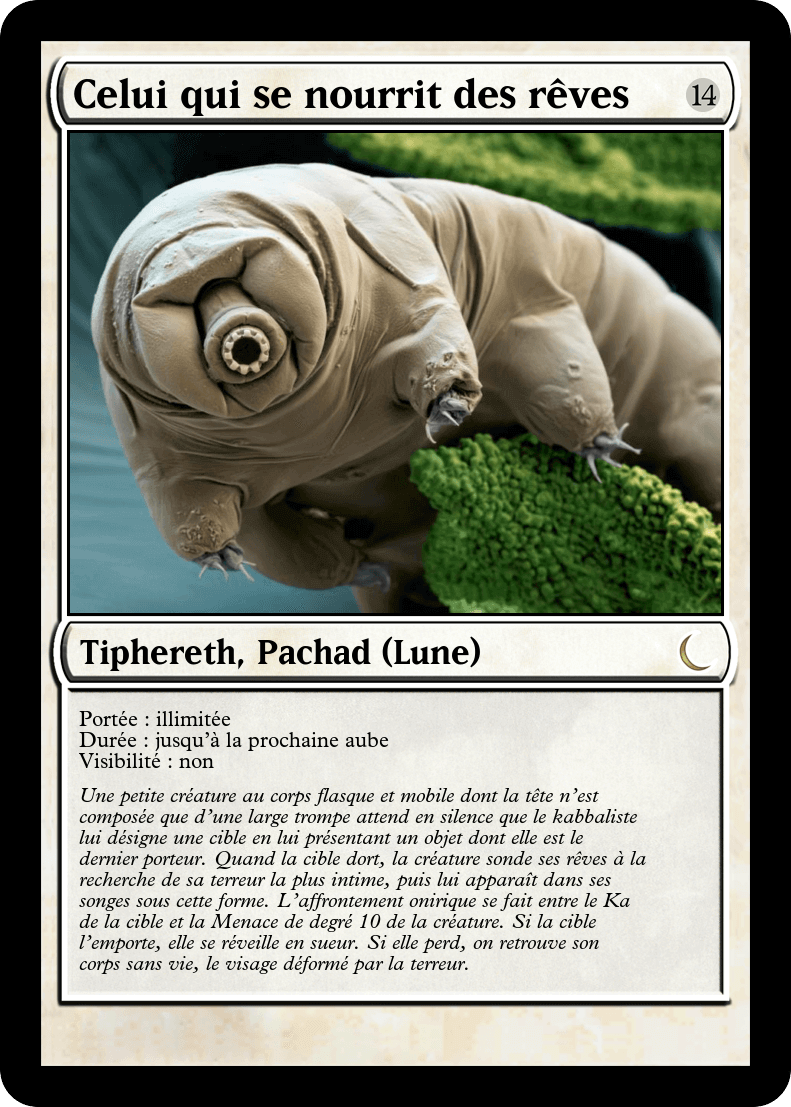 Celui qui se nourrit des rêves
14
Tiphereth, Pachad (Lune)
Portée : illimitée
Durée : jusqu'à la prochaine aube
Visibilité : non
Une petite créature au corps flasque et mobile dont la tête n'est
composée que d'une large trompe attend en silence que le kabbaliste
lui désigne une cible en lui présentant un objet dont elle est le
dernier porteur. Quand la cible dort, la créature sonde ses rêves à la
recherche de sa terreur la plus intime, puis lui apparaît dans ses
songes sous cette forme. L'affrontement onirique se fait entre le Ka
de la cible et la Menace de degré 10 de la créature. Si la cible
l'emporte, elle se réveille en sueur. Si elle perd, on retrouve son
corps sans vie, le visage déformé par la terreur.